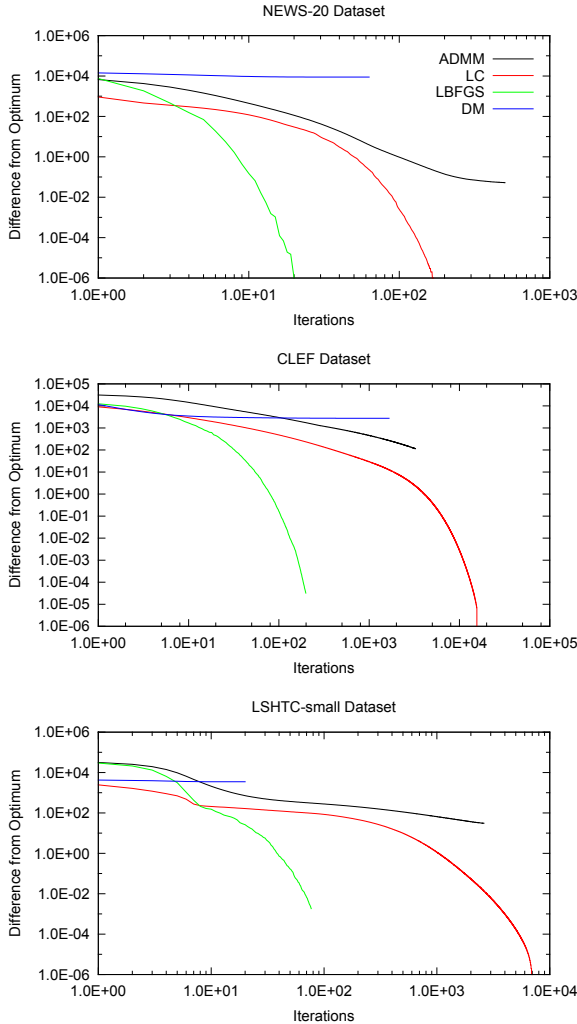 NEWS-20 Dataset
1.0E+06
1.0E+04
1.0E+02
1.0E+00
1.0E-02
1.0E-04
1.0E-06
Difference from Optimum
ADMM
LC
LBFGS
DM
1.0E+00 1.0E+01 1.0E+02 1.0E+03
Iterations
CLEF Dataset
1.0E+05
1.0E+04
1.0E+03
1.0E+02
1.0E+01
1.0E+00
1.0E-01
1.0E-02
1.0E-03
1.0E-04
1.0E-05
1.0E-06
Difference from Optimum
1.0E+00 1.0E+01 1.0E+02 1.0E+03 1.0E+04 1.0E+05
Iterations
LSHTC-small Dataset
1.0E+06
1.0E+04
1.0E+02
1.0E+00
1.0E-02
1.0E-04
1.0E-06
Difference from Optimum
1.0E+00 1.0E+01 1.0E+02 1.0E+03 1.0E+04
Iterations